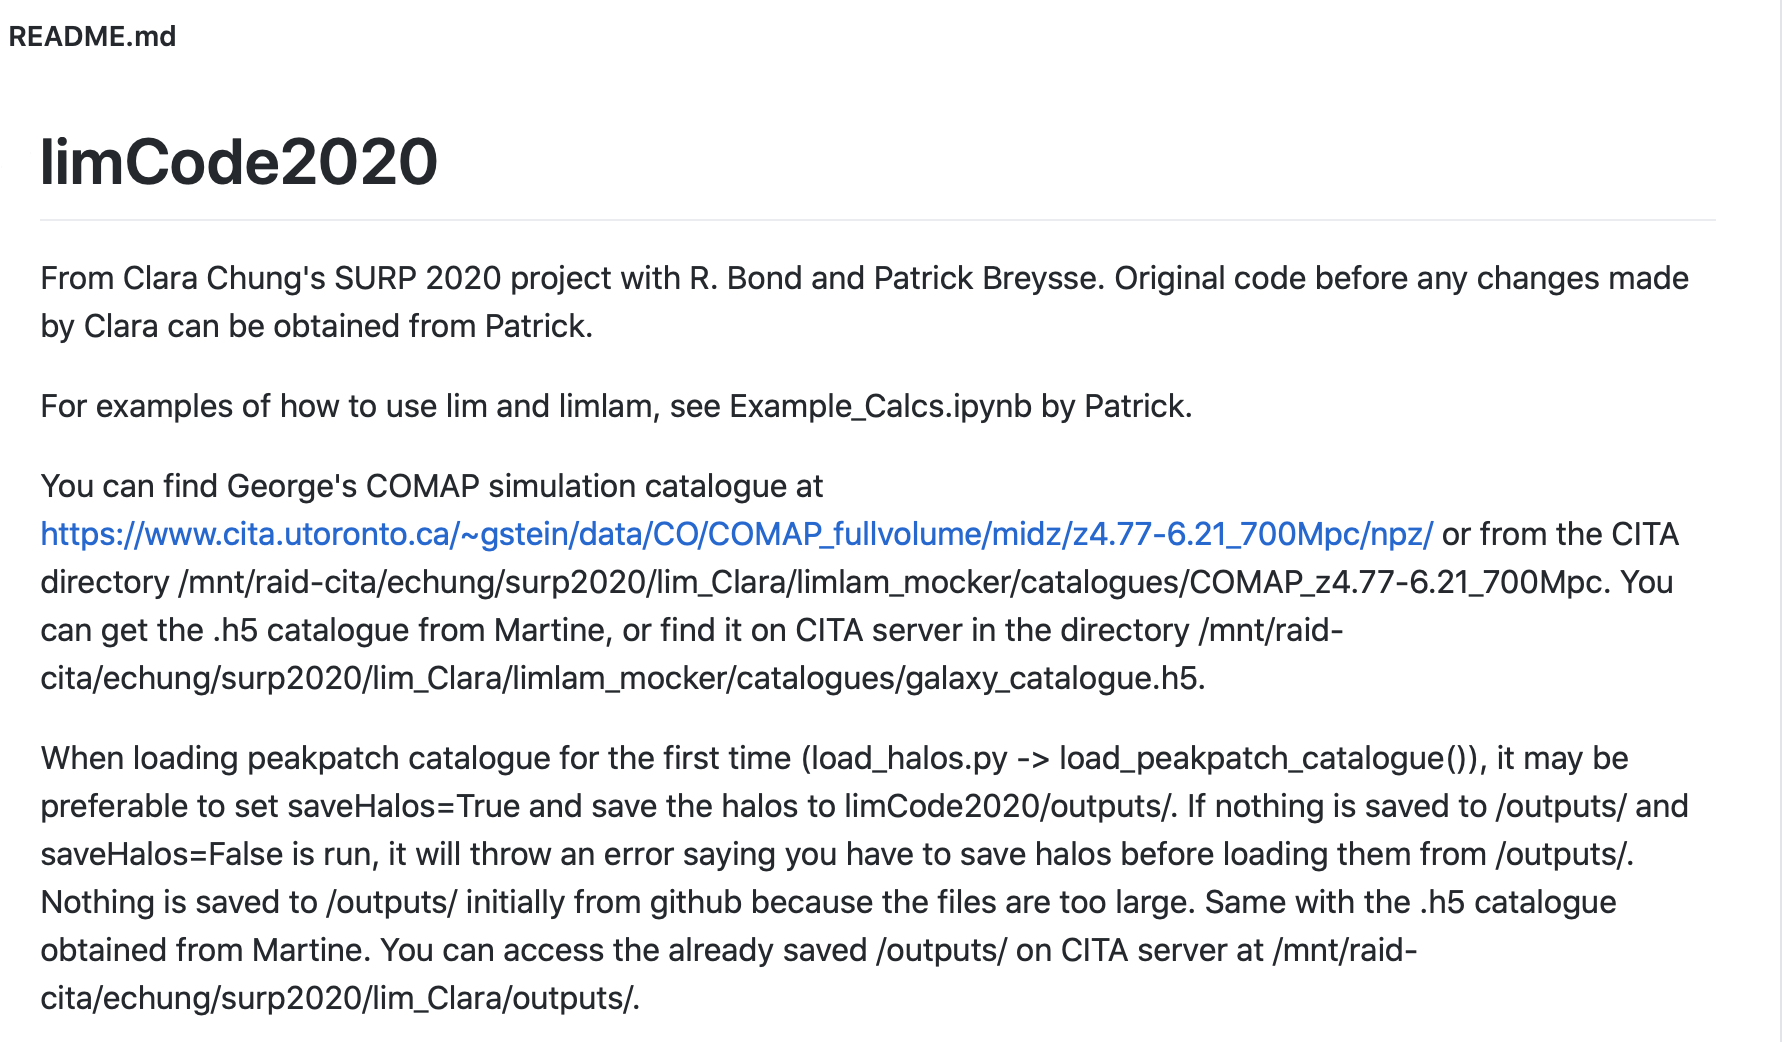 README.md
limCode2020
From Clara Chung's SURP 2020 project with R. Bond and Patrick Breysse. Original code before any changes made
by Clara can be obtained from Patrick.
For examples of how to use lim and limlam, see Example_Calcs.ipynb by Patrick.
You can find George's COMAP simulation catalogue at
https://www.cita.utoronto.ca/~gstein/data/CO/COMAP_fullvolume/midz/z4.77-6.21_700Mpc/npz/ or from the CITA
directory /mnt/raid-cita/echung/surp2020/lim_Clara/limlam_mocker/catalogues/COMAP_z4.77-6.21_700Mpc. You
can get the .h5 catalogue from Martine, or find it on CITA server in the directory /mnt/raid-
cita/echung/surp2020/lim_Clara/limlam_mocker/catalogues/galaxy_catalogue.h5.
When loading peakpatch catalogue for the first time (load_halos.py -> load_peakpatch_catalogue()), it may be
preferable to set saveHalos=True and save the halos to limCode2020/outputs/. If nothing is saved to /outputs/ and
saveHalos=False is run, it will throw an error saying you have to save halos before loading them from /outputs/.
Nothing is saved to /outputs/ initially from github because the files are too large. Same with the .h5 catalogue
obtained from Martine. You can access the already saved /outputs/ on CITA server at /mnt/raid-
cita/echung/surp2020/lim_Clara/outputs/.